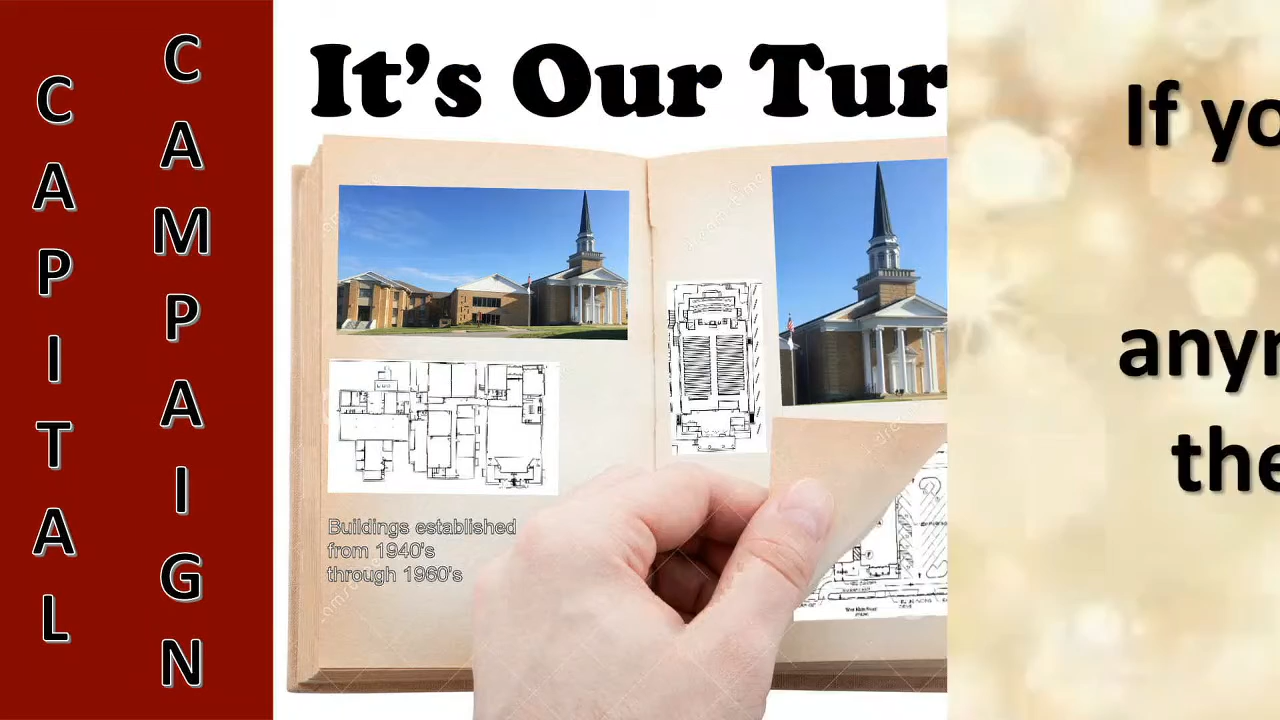 CAPITAL
CAMPAIGN
It's Our Tur
Buildings established
from 1940's
through 1960's
If yo
anyr
the